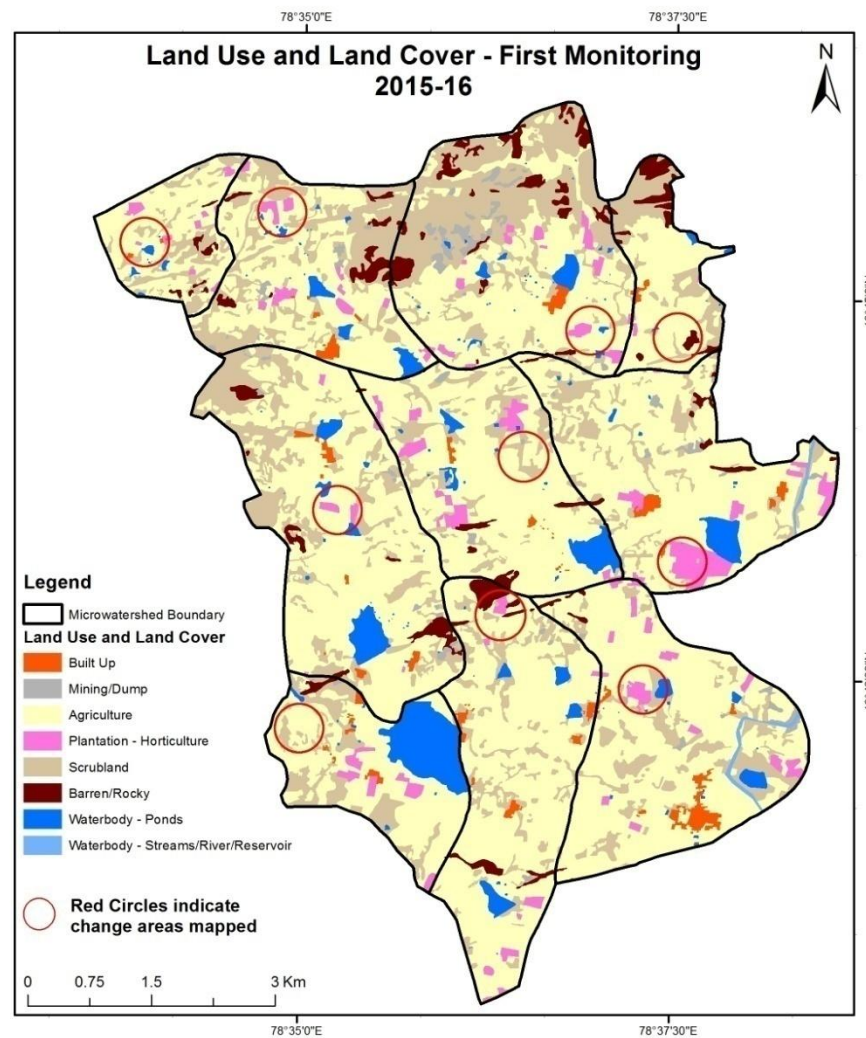 78°35'0"E
78°37'30"E
Land Use and Land Cover - First Monitoring
2015-16
N
Legend
Microwatershed Boundary
Land Use and Land Cover
Built Up
Mining/Dump
Agriculture
Plantation - Horticulture
Scrubland
Barren/Rocky
Waterbody - Ponds
Waterbody - Streams/River/Reservoir
Red Circles indicate
change areas mapped
0 0.75 1.5 3 Km
78°35'0"E
78°37'30"E